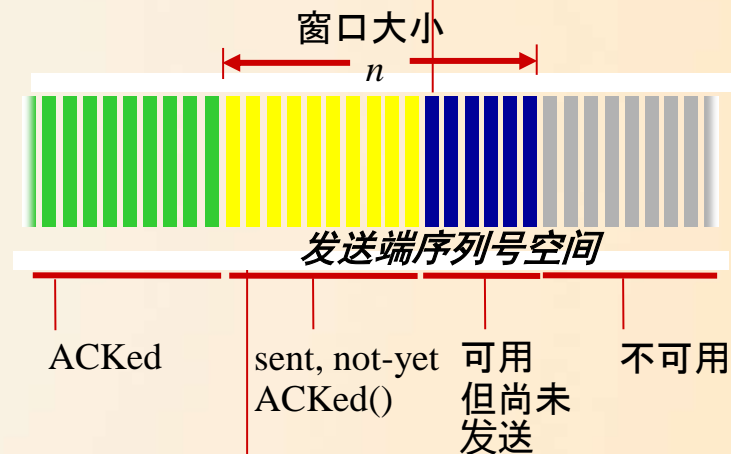 窗口大小
n
发送端序列号空间
ACKed
sent, not-yet
ACKed()
可用
但尚未
发送
不可用